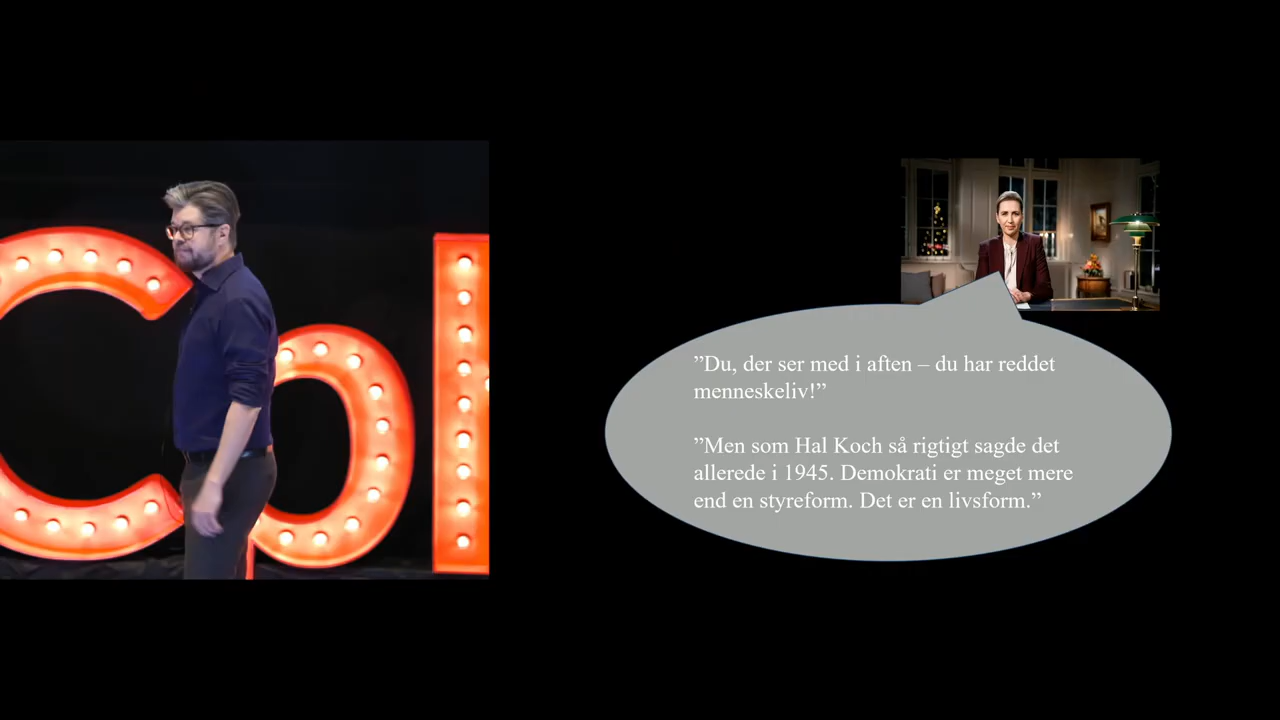 Cph
”Du, der ser med i aften – du har reddet
menneskeliv!”
”Men som Hal Koch så rigtigt sagde det
allerede i 1945. Demokrati er meget mere
end en styreform. Det er en livsform.”